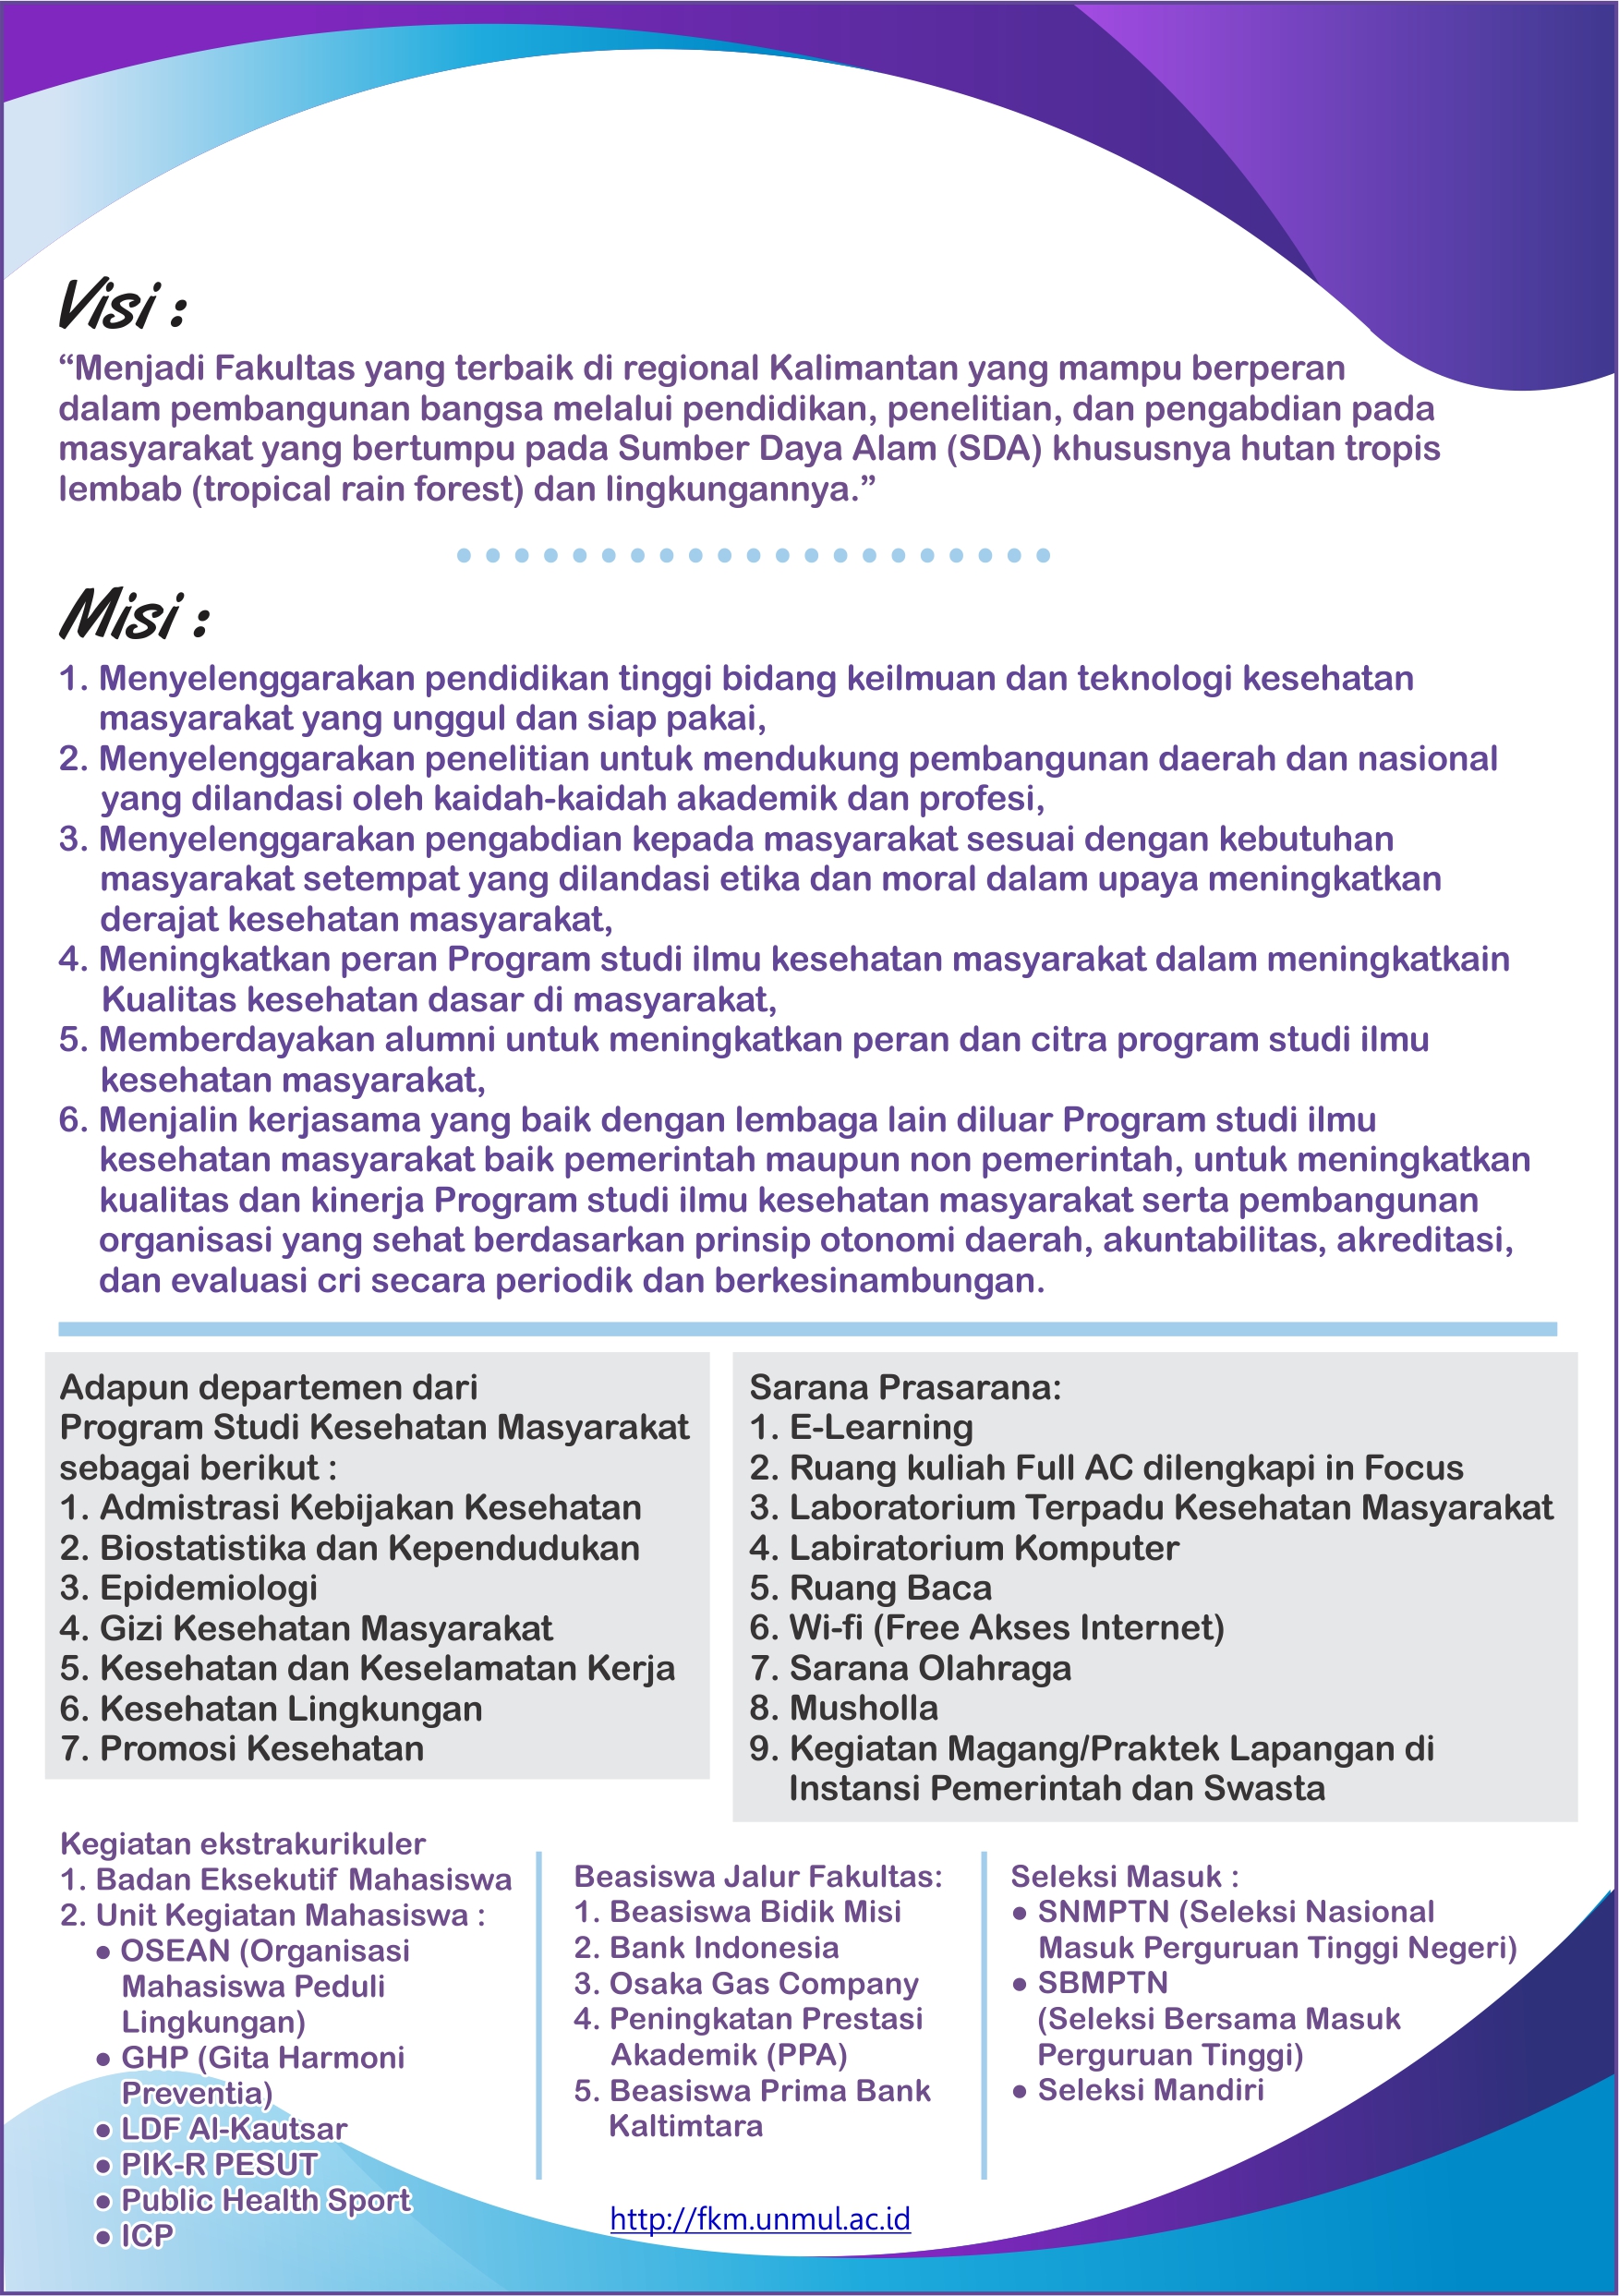 Visi :
“Menjadi Fakultas yang terbaik di regional Kalimantan yang mampu berperan
dalam pembangunan bangsa melalui pendidikan, penelitian, dan pengabdian pada
masyarakat yang bertumpu pada Sumber Daya Alam (SDA) khususnya hutan tropis
lembab (tropical rain forest) dan lingkungannya.”
Misi :
1. Menyelenggarakan pendidikan tinggi bidang keilmuan dan teknologi kesehatan
masyarakat yang unggul dan siap pakai,
2. Menyelenggarakan penelitian untuk mendukung pembangunan daerah dan nasional
yang dilandasi oleh kaidah-kaidah akademik dan profesi,
3. Menyelenggarakan pengabdian kepada masyarakat sesuai dengan kebutuhan
masyarakat setempat yang dilandasi etika dan moral dalam upaya meningkatkan
derajat kesehatan masyarakat,
4. Meningkatkan peran Program studi ilmu kesehatan masyarakat dalam meningkatkain
Kualitas kesehatan dasar di masyarakat,
5. Memberdayakan alumni untuk meningkatkan peran dan citra program studi ilmu
kesehatan masyarakat,
6. Menjalin kerjasama yang baik dengan lembaga lain diluar Program studi ilmu
kesehatan masyarakat baik pemerintah maupun non pemerintah, untuk meningkatkan
kualitas dan kinerja Program studi ilmu kesehatan masyarakat serta pembangunan
organisasi yang sehat berdasarkan prinsip otonomi daerah, akuntabilitas, akreditasi,
dan evaluasi cri secara periodik dan berkesinambungan.
Adapun departemen dari
Program Studi Kesehatan Masyarakat
sebagai berikut :
1. Admistrasi Kebijakan Kesehatan
2. Biostatistika dan Kependudukan
3. Epidemiologi
4. Gizi Kesehatan Masyarakat
5. Kesehatan dan Keselamatan Kerja
6. Kesehatan Lingkungan
7. Promosi Kesehatan
Sarana Prasarana:
1. E-Learning
2. Ruang kuliah Full AC dilengkapi in Focus
3. Laboratorium Terpadu Kesehatan Masyarakat
4. Labiratorium Komputer
5. Ruang Baca
6. Wi-fi (Free Akses Internet)
7. Sarana Olahraga
8. Musholla
9. Kegiatan Magang/Praktek Lapangan di
Instansi Pemerintah dan Swasta
Kegiatan ekstrakurikuler
1. Badan Eksekutif Mahasiswa
2. Unit Kegiatan Mahasiswa :
● OSEAN (Organisasi
Mahasiswa Peduli
Lingkungan)
● GHP (Gita Harmoni
Preventia)
● LDF Al-Kautsar
● PIK-R PESUT
● Public Health Sport
● ICP
Beasiswa Jalur Fakultas:
1. Beasiswa Bidik Misi
2. Bank Indonesia
3. Osaka Gas Company
4. Peningkatan Prestasi
Akademik (PPA)
5. Beasiswa Prima Bank
Kaltimtara
Seleksi Masuk :
● SNMPTN (Seleksi Nasional
Masuk Perguruan Tinggi Negeri)
● SBMPTN
(Seleksi Bersama Masuk
Perguruan Tinggi)
● Seleksi Mandiri
http://fkm.unmul.ac.id